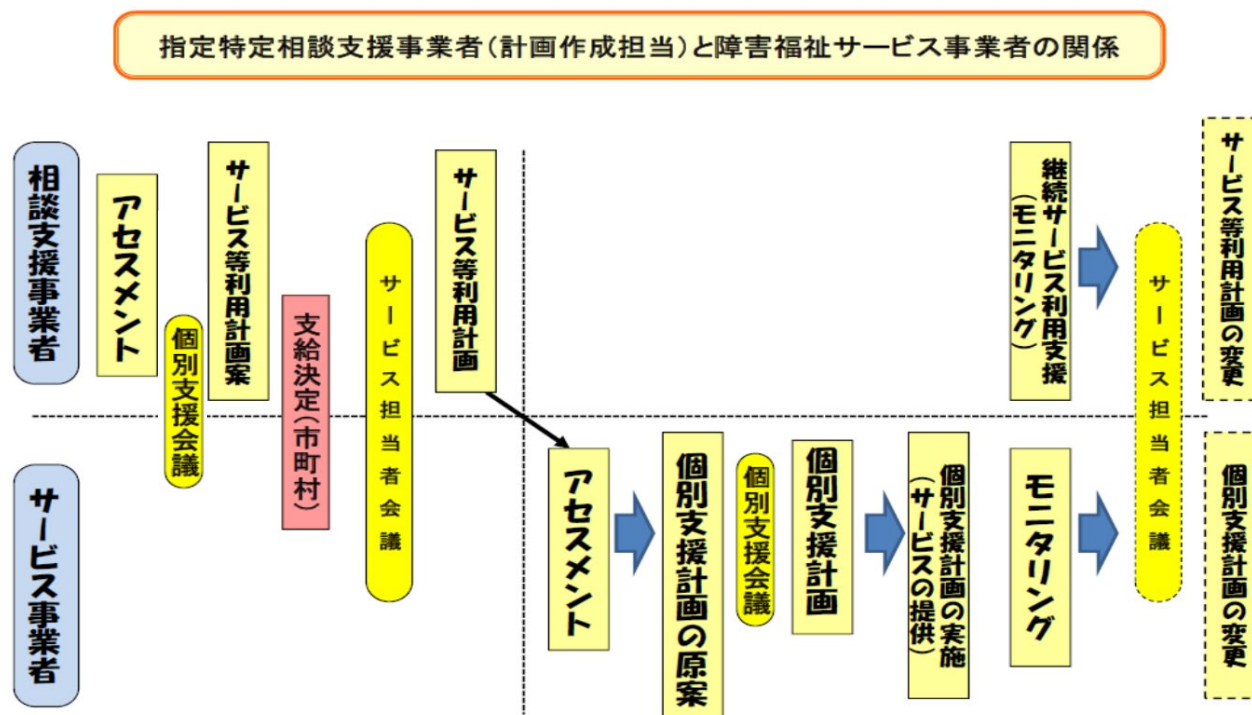 指定特定相談支援事業者(計画作成担当)と障害福祉サービス事業者の関係
相談支援事業者
アセスメント
個別支援会議
サービス等利用計画案
支給決定(市町村)
サービス担当者会議
サービス等利用計画
継続サービス利用支援
(モニタリング)
サービス担当者会議
サービス等利用計画の変更
サービス事業者
アセスメント
個別支援計画の原案
個別支援会議
個別支援計画
個別支援計画の実施
(サービスの提供)
モニタリング
個別支援計画の変更